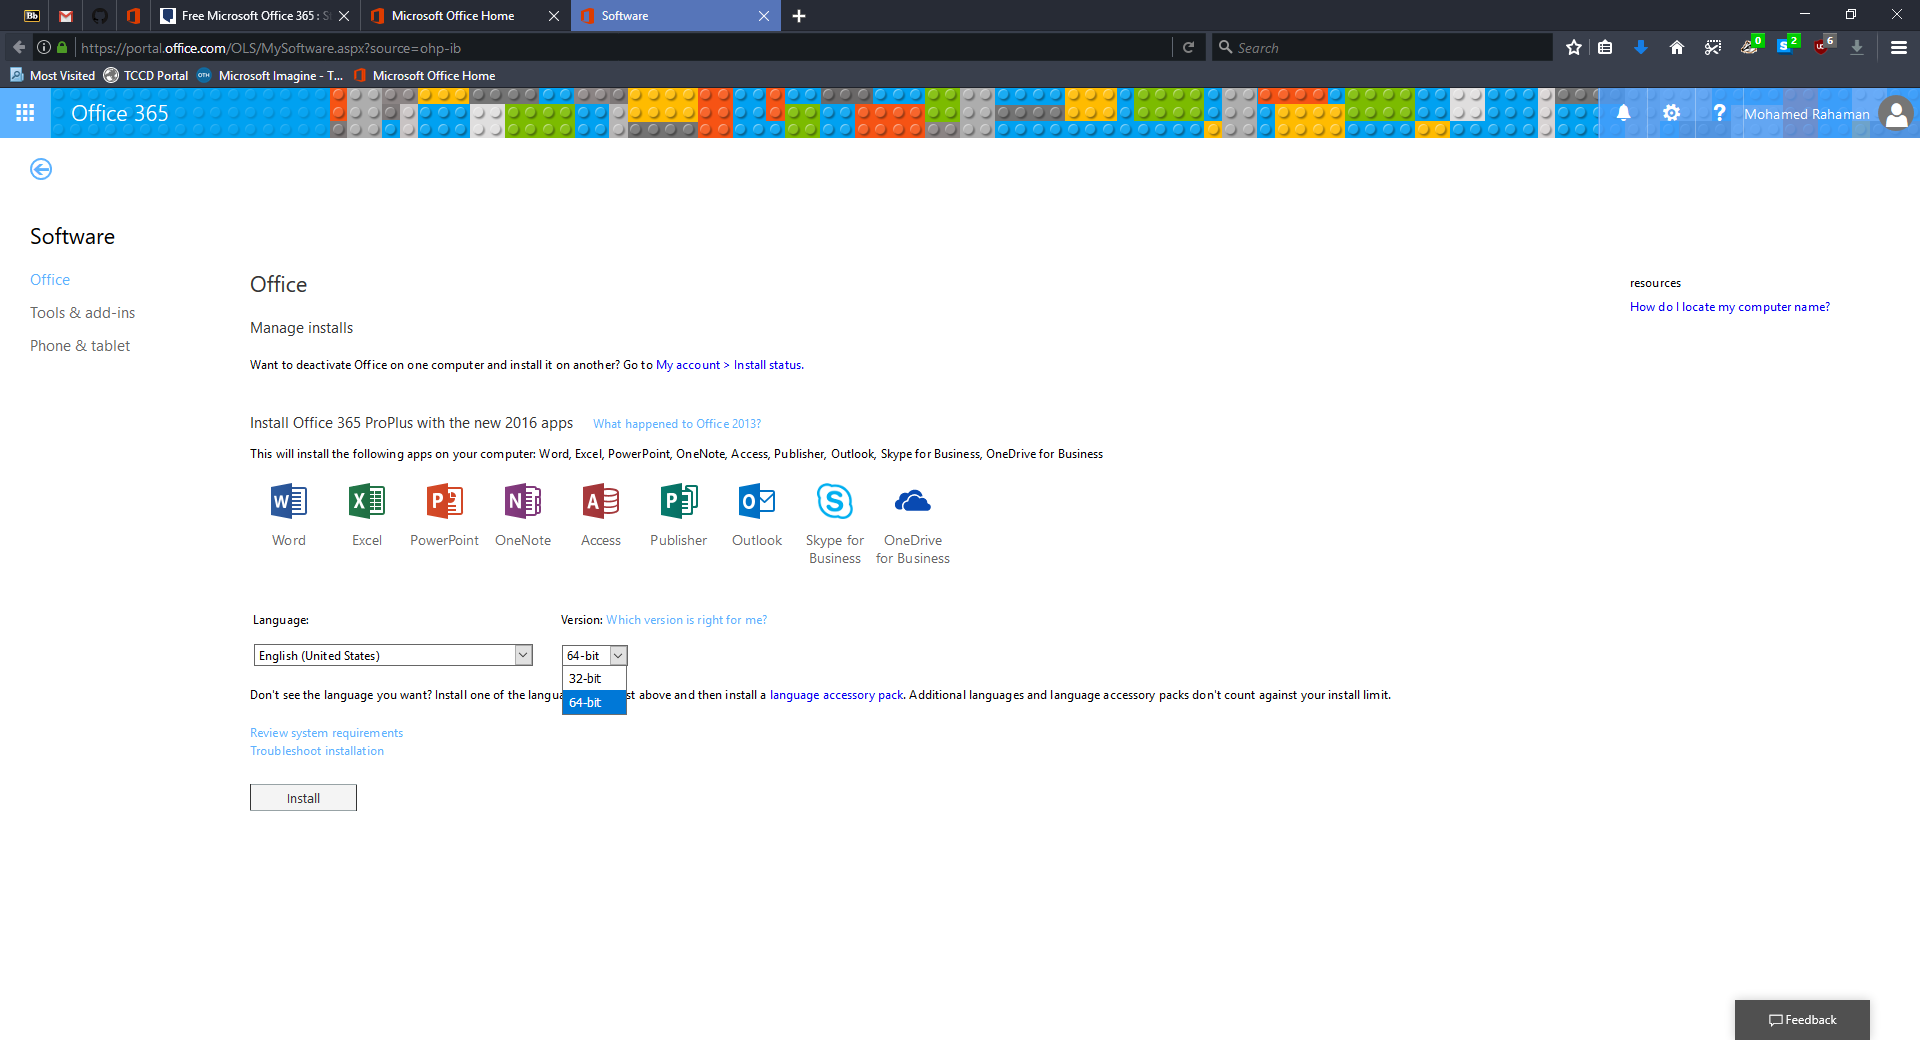 Bb
Free Microsoft Office 365 : St
Microsoft Office Home
Software
https://portal.office.com/OLS/MySoftware.aspx?source=ohp-ib
Search
0
2
6
Most Visited
TCCD Portal
OTH
Microsoft Imagine - T...
Microsoft Office Home
Office 365
?
Mohamed Rahaman
Software
Office
Tools & add-ins
Phone & tablet
Office
Manage installs
Want to deactivate Office on one computer and install it on another? Go to My account > Install status.
Install Office 365 ProPlus with the new 2016 apps
What happened to Office 2013?
This will install the following apps on your computer: Word, Excel, PowerPoint, OneNote, Access, Publisher, Outlook, Skype for Business, OneDrive for Business
Word
Excel
PowerPoint
OneNote
Access
Publisher
Outlook
Skype for Business
OneDrive for Business
Language:
Version: Which version is right for me?
English (United States)
64-bit
32-bit
64-bit
Don't see the language you want? Install one of the langua st above and then install a language accessory pack. Additional languages and language accessory packs don't count against your install limit.
Review system requirements
Troubleshoot installation
Install
resources
How do I locate my computer name?
Feedback